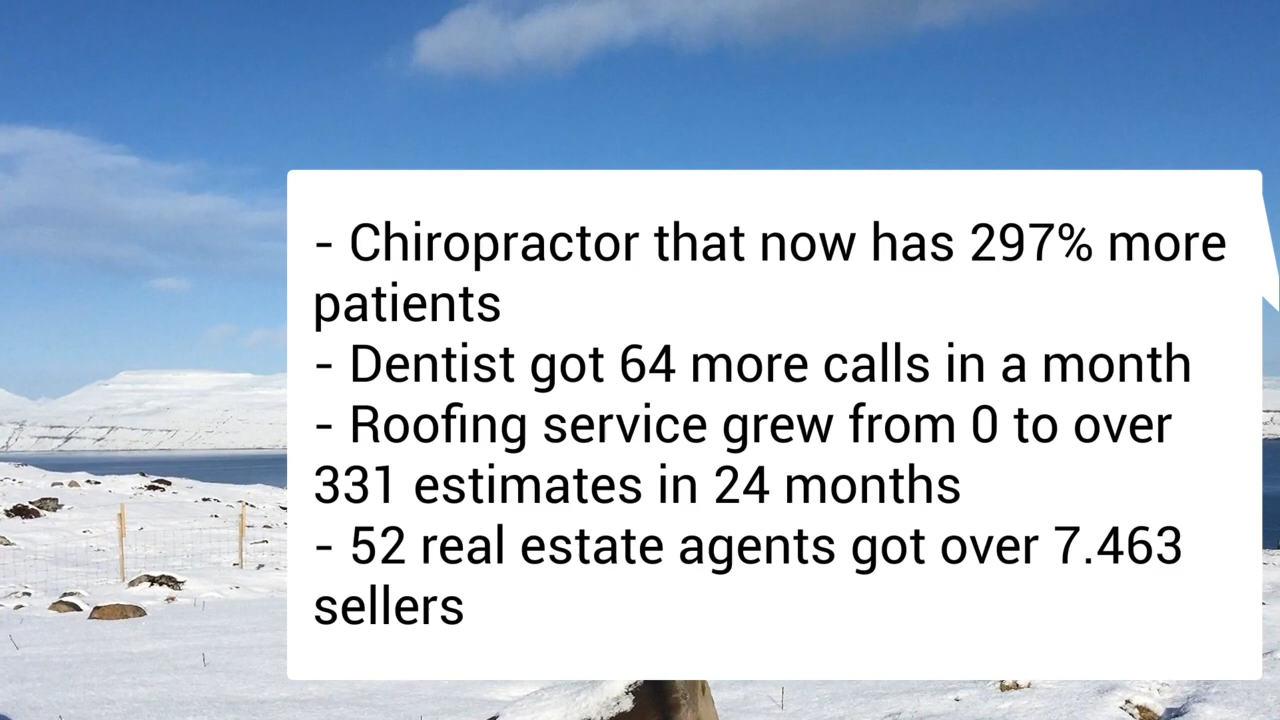 - Chiropractor that now has 297% more
patients
- Dentist got 64 more calls in a month
- Roofing service grew from 0 to over
331 estimates in 24 months
- 52 real estate agents got over 7.463
sellers